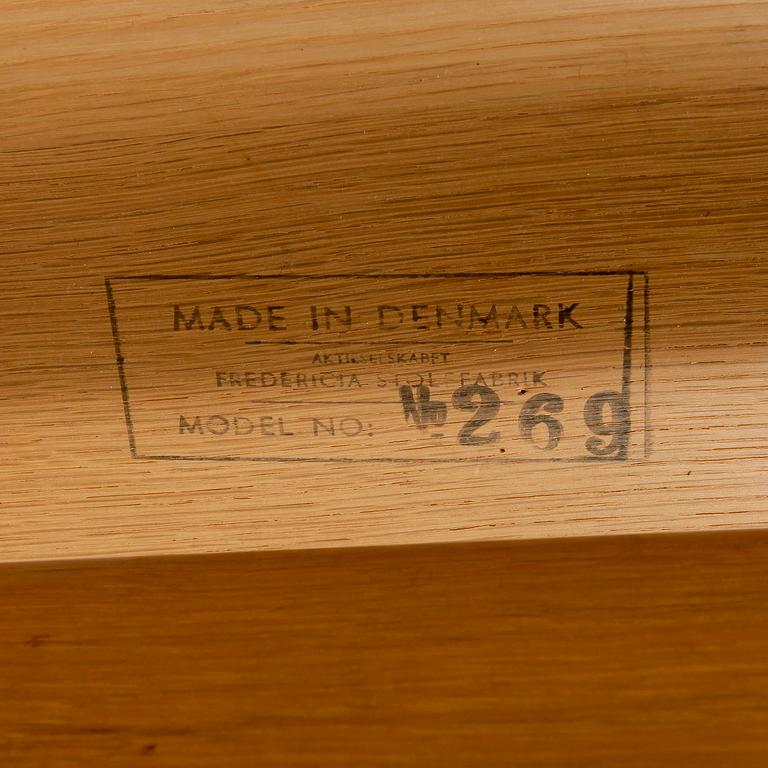 MADE IN DENMARK
AKTIESELSKABET
FREDERICIA STOLEFABRIK
MODEL NO: No 269